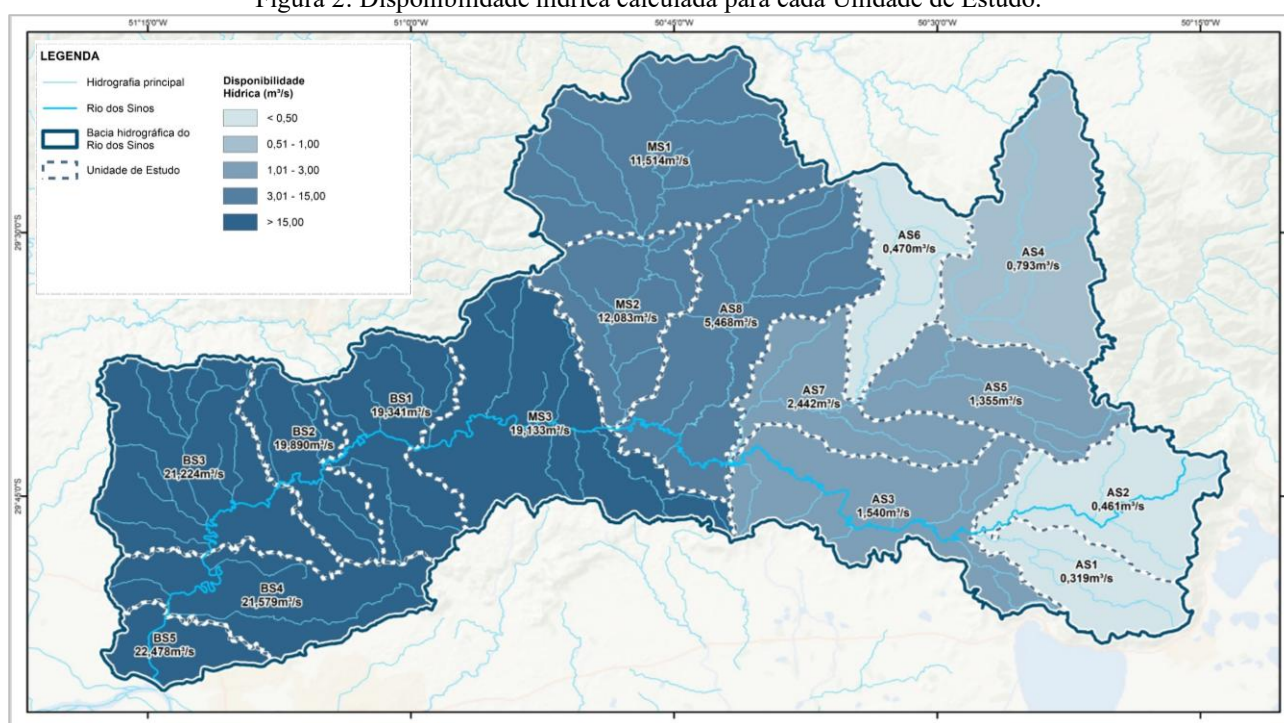 Figura 2: Disponibilidade hídrica calculada para cada Unidade de Estudo.
51°15'0"W
51°0'0"W
50°45'0"W
50°30'0"W
50°15'0"W
LEGENDA
Hidrografia principal
Rio dos Sinos
Bacia hidrográfica do
Rio dos Sinos
Unidade de Estudo
Disponibilidade
Hídrica (m³/s)
< 0,50
0,51 - 1,00
1,01 - 3,00
3,01 - 15,00
> 15,00
29°30'0"S
29°45'0"S
MS1
11,514m³/s
AS6
0,470m³/s
AS4
0,793m³/s
MS2
12,083m³/s
AS8
5,468m³/s
AS7
2,442m³/s
AS5
1,355m³/s
BS1
19,341m³/s
MS3
19,133m³/s
BS2
19,890m³/s
BS3
21,224m³/s
AS3
1,540m³/s
AS2
0,461m³/s
AS1
0,319m³/s
BS4
21,579m³/s
BS5
22,478m³/s